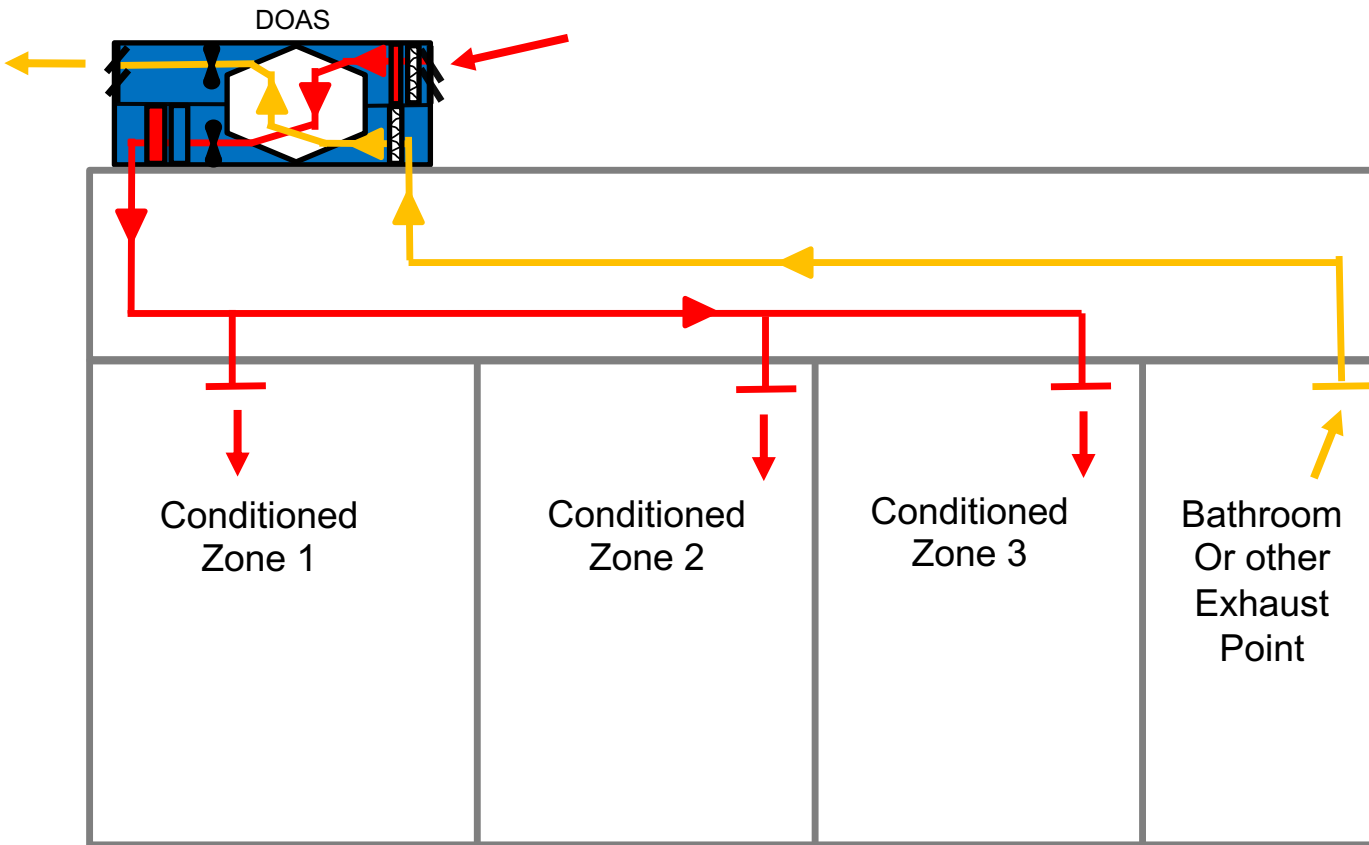 DOAS
Conditioned
Zone 1
Conditioned
Zone 2
Conditioned
Zone 3
Bathroom
Or other
Exhaust
Point